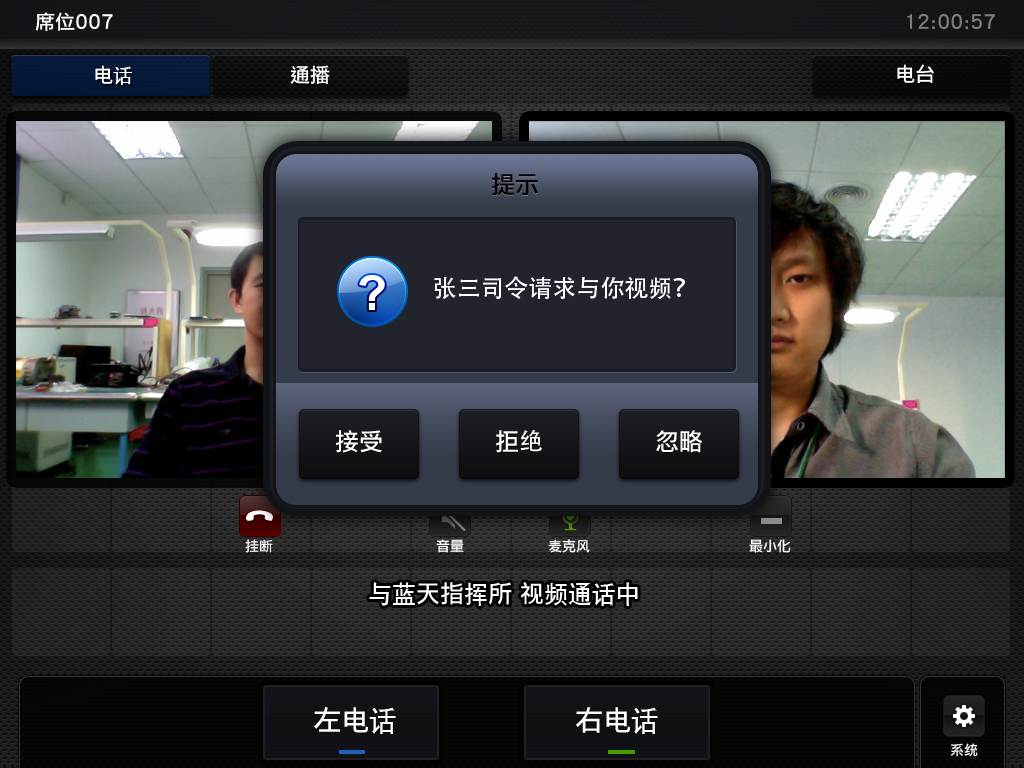 席位007
12:00:57
电话
通播
电台
提示
张三司令请求与你视频?
接受
拒绝
忽略
挂断
音量
麦克风
最小化
与蓝天指挥所 视频通话中
左电话
右电话
系统